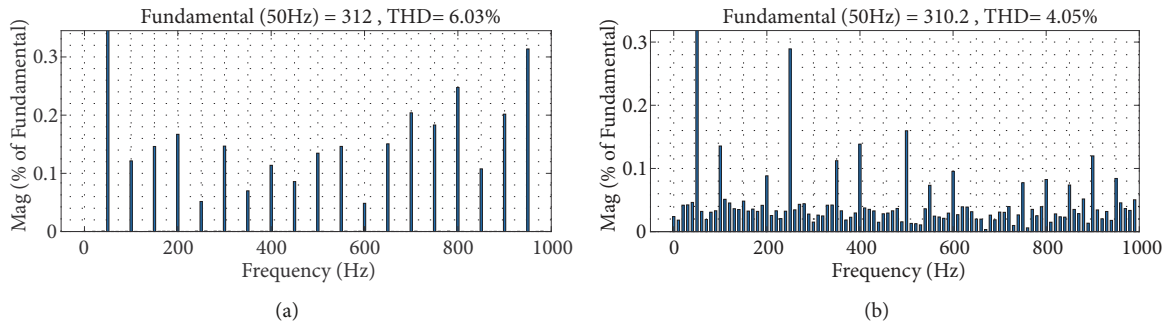 Fundamental (50Hz) = 312 , THD= 6.03%
Mag (% of Fundamental)
0.3
0.2
0.1
0
0 200 400 600 800 1000
Frequency (Hz)
(a)
Fundamental (50Hz) = 310.2 , THD= 4.05%
Mag (% of Fundamental)
0.3
0.2
0.1
0
0 200 400 600 800 1000
Frequency (Hz)
(b)